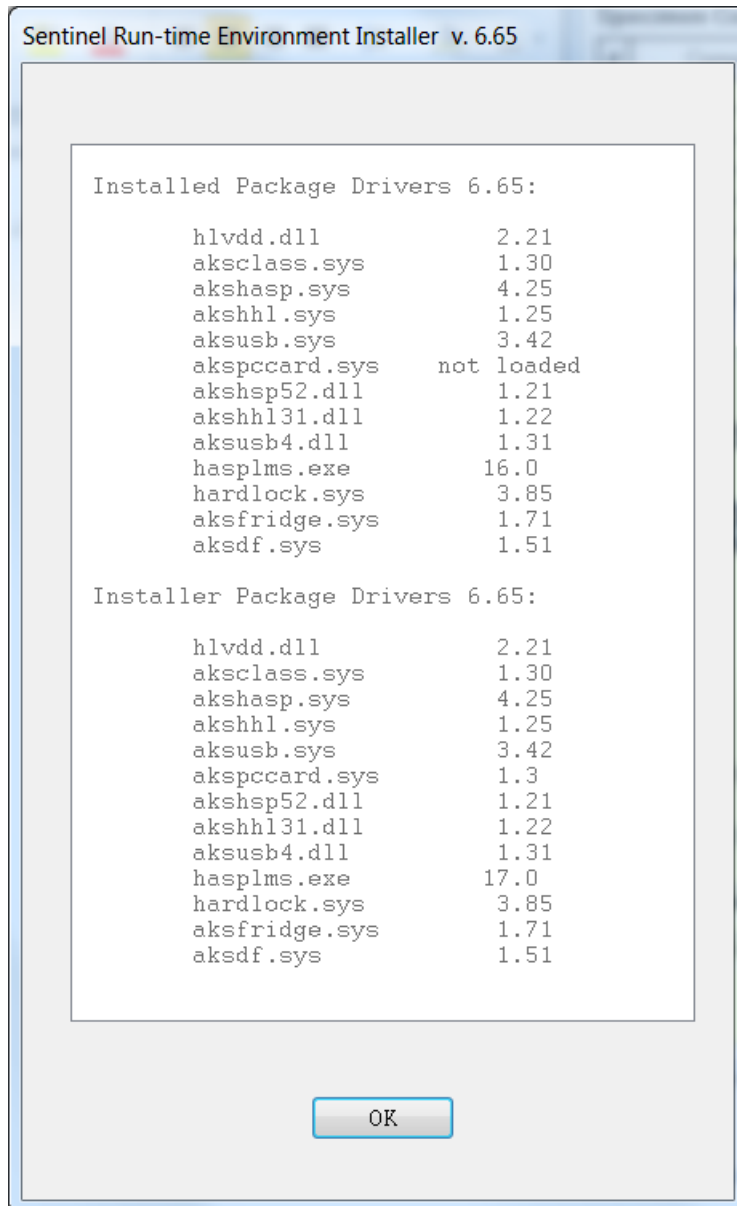 Sentinel Run-time Environment Installer v. 6.65
Installed Package Drivers 6.65:
hlvdd.dll 2.21
aksclass.sys 1.30
akshasp.sys 4.25
akshhl.sys 1.25
aksusb.sys 3.42
akspccard.sys not loaded
akshsp52.dll 1.21
akshhl31.dll 1.22
aksusb4.dll 1.31
hasplms.exe 16.0
hardlock.sys 3.85
aksfridge.sys 1.71
aksdf.sys 1.51
Installer Package Drivers 6.65:
hlvdd.dll 2.21
aksclass.sys 1.30
akshasp.sys 4.25
akshhl.sys 1.25
aksusb.sys 3.42
akspccard.sys 1.3
akshsp52.dll 1.21
akshhl31.dll 1.22
aksusb4.dll 1.31
hasplms.exe 17.0
hardlock.sys 3.85
aksfridge.sys 1.71
aksdf.sys 1.51
OK